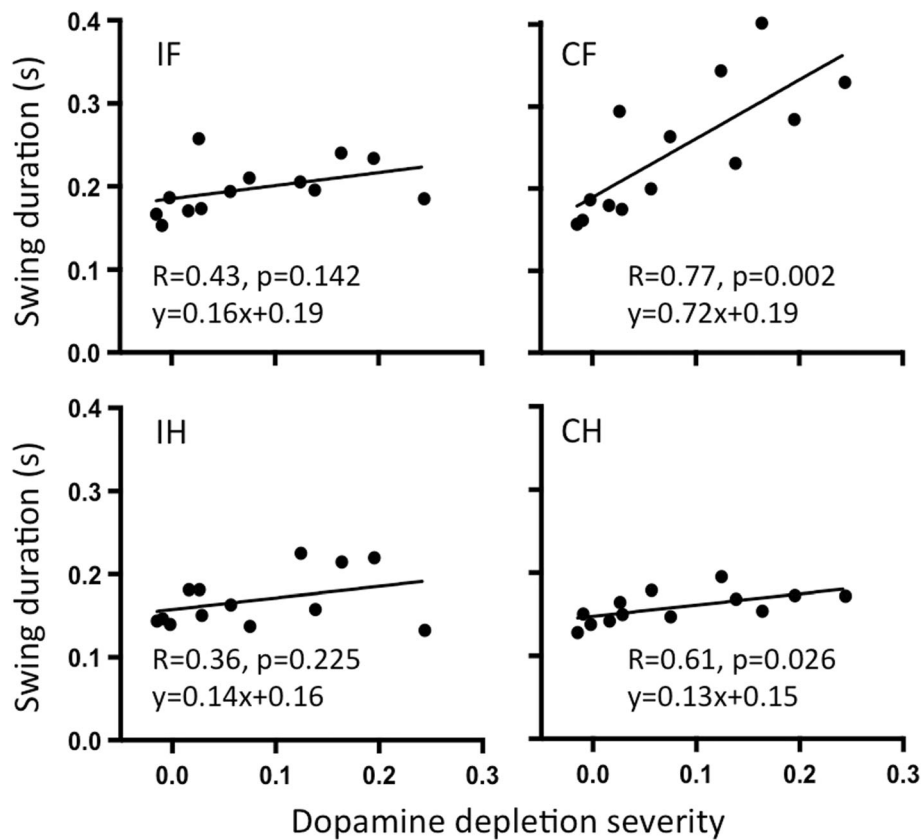 0.4
0.3
0.2
0.1
0.0
Swing duration (s)
IF
R=0.43, p=0.142
y=0.16x+0.19
CF
R=0.77, p=0.002
y=0.72x+0.19
0.4
0.3
0.2
0.1
0.0
Swing duration (s)
IH
R=0.36, p=0.225
y=0.14x+0.16
CH
R=0.61, p=0.026
y=0.13x+0.15
0.0 0.1 0.2 0.3
0.0 0.2 0.3
Dopamine depletion severity